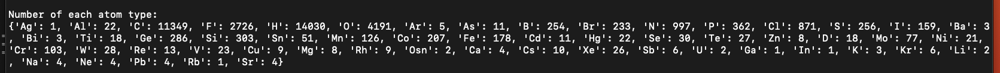 Number of each atom type:
{'Ag': 1, 'Al': 22, 'C': 11349, 'F': 2726, 'H': 14030, 'O': 4191, 'Ar': 5, 'As': 11, 'B': 254, 'Br': 233, 'N': 997, 'P': 362, 'Cl': 871, 'S': 256, 'I': 159, 'Ba': 3
, 'Bi': 3, 'Ti': 18, 'Ge': 286, 'Si': 303, 'Sn': 51, 'Mn': 126, 'Co': 207, 'Fe': 178, 'Cd': 11, 'Hg': 22, 'Se': 30, 'Te': 27, 'Zn': 8, 'D': 18, 'Mo': 77, 'Ni': 21,
'Cr': 103, 'W': 28, 'Re': 13, 'V': 23, 'Cu': 9, 'Mg': 8, 'Rh': 9, 'Osn': 2, 'Ca': 4, 'Cs': 10, 'Xe': 26, 'Sb': 6, 'U': 2, 'Ga': 1, 'In': 1, 'K': 3, 'Kr': 6, 'Li': 2
, 'Na': 4, 'Ne': 4, 'Pb': 4, 'Rb': 1, 'Sr': 4}